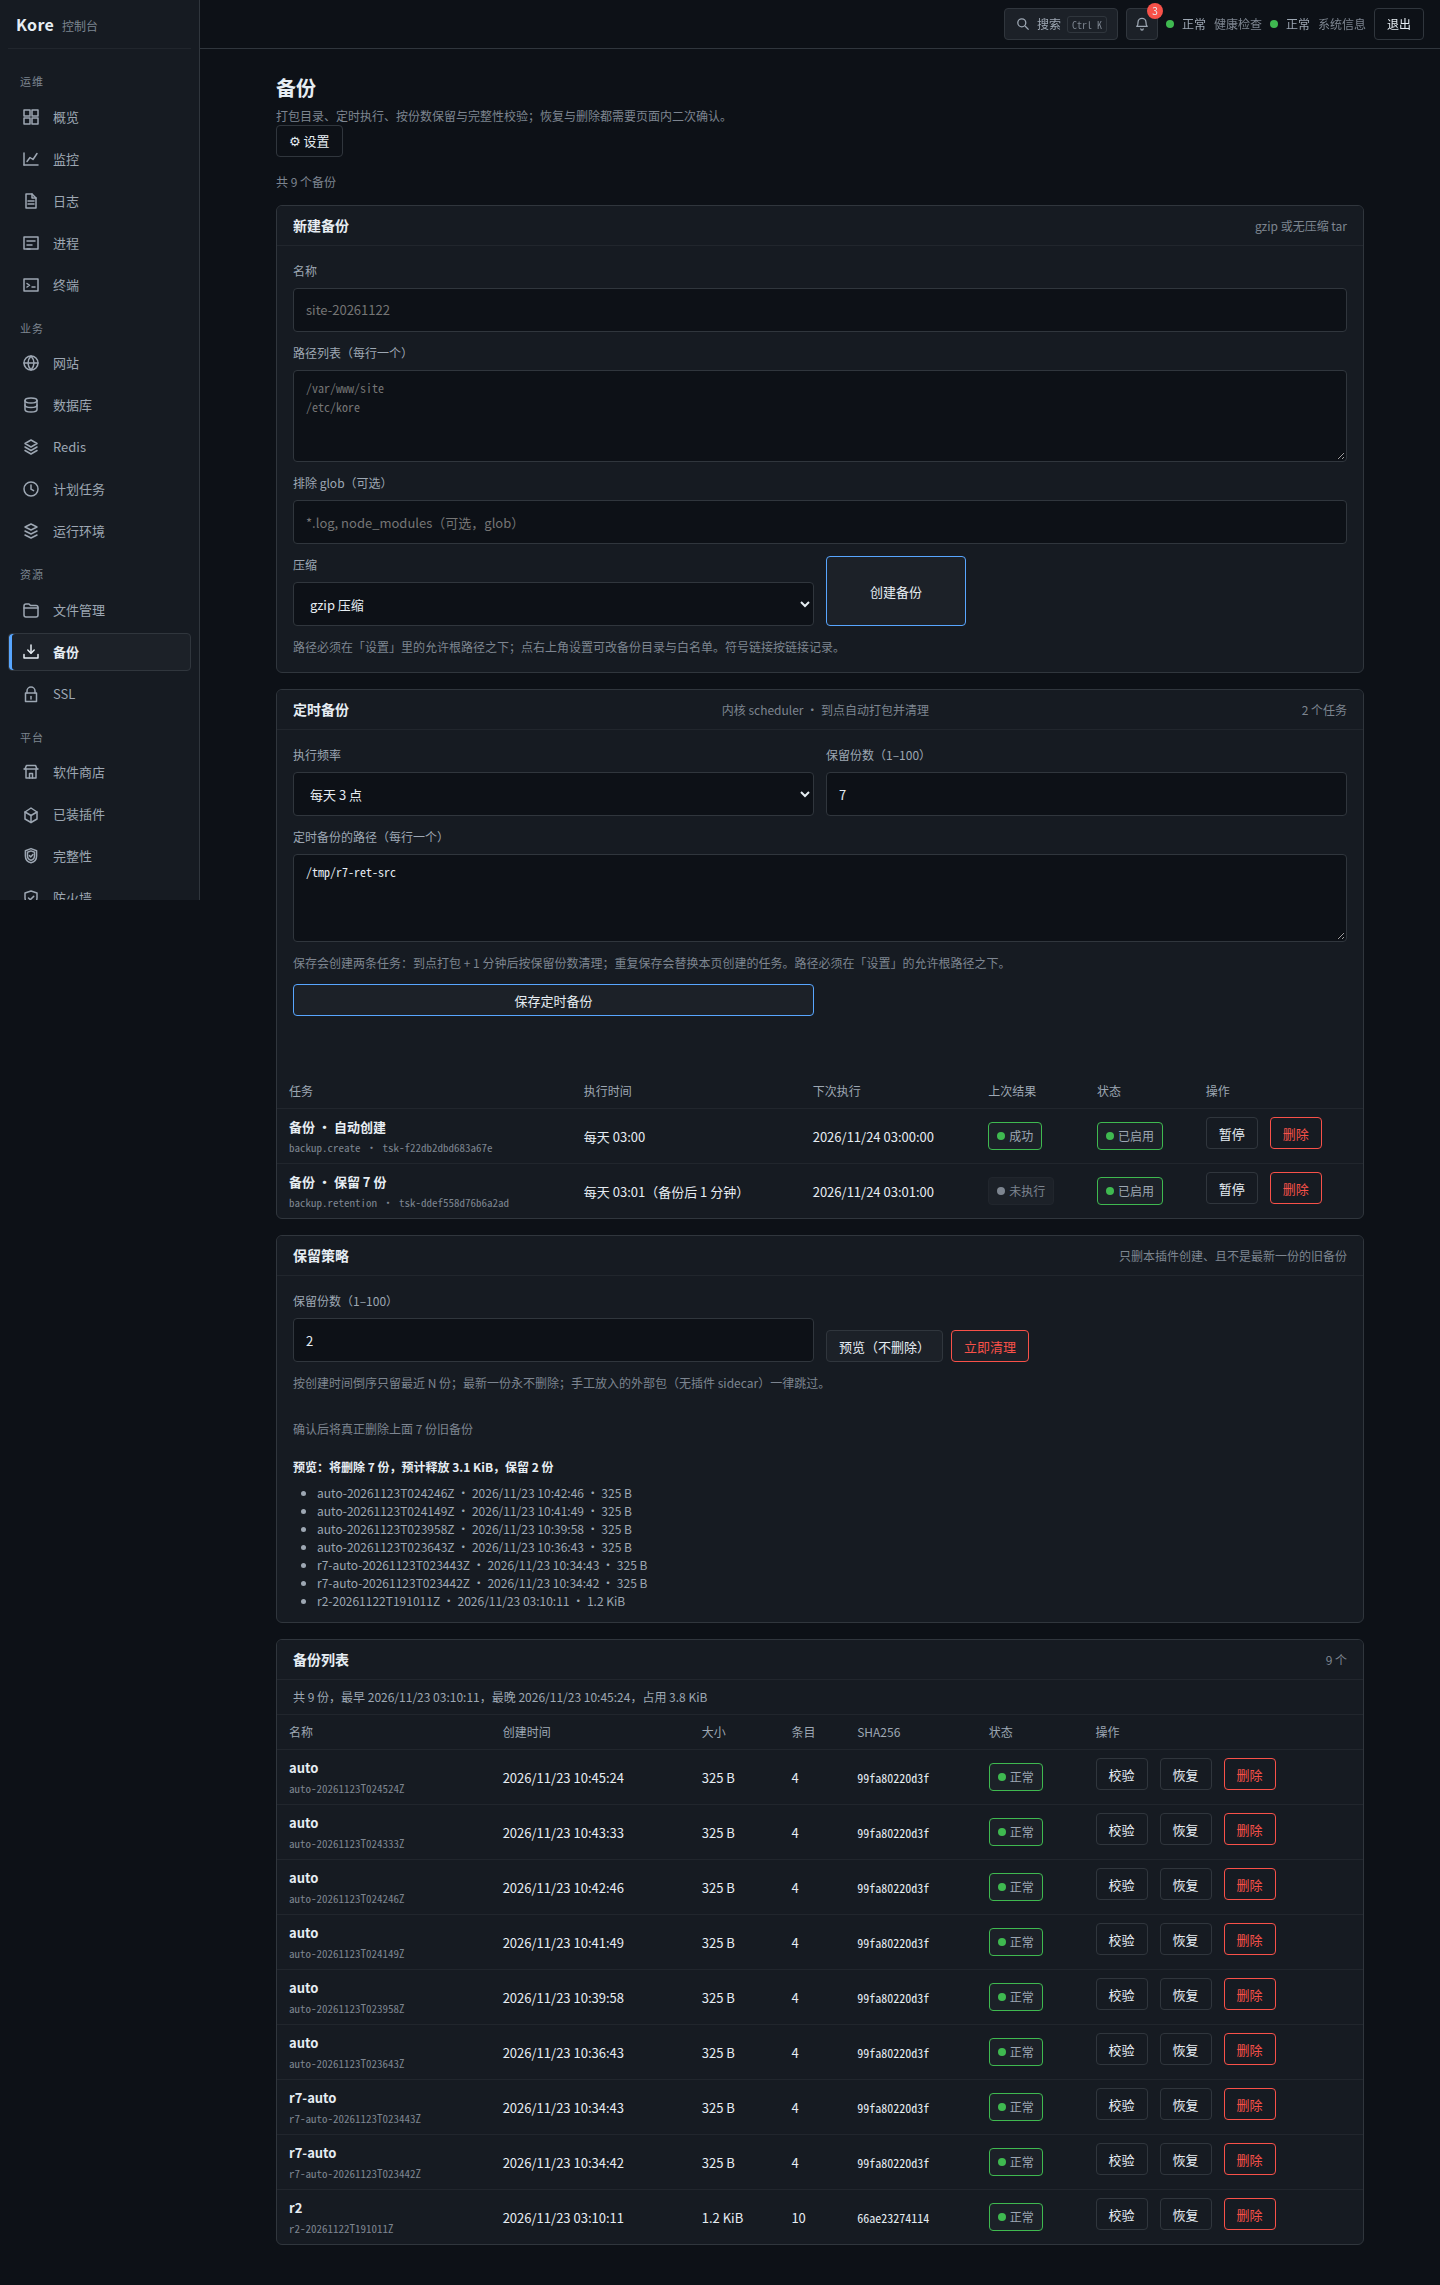 Kore 控制台
搜索 Ctrl K
3
正常 健康检查
正常 系统信息
退出
运维
概览
监控
日志
进程
终端
业务
网站
数据库
Redis
计划任务
运行环境
资源
文件管理
备份
SSL
平台
软件商店
已装插件
完整性
防火墙
备份
打包目录、定时执行、按份数保留与完整性校验；恢复与删除都需要页面内二次确认。
⚙ 设置
共 9 个备份
新建备份
gzip 或无压缩 tar
名称
site-20261122
路径列表（每行一个）
/var/www/site
/etc/kore
排除 glob（可选）
*.log, node_modules（可选，glob）
压缩
gzip 压缩
创建备份
路径必须在「设置」里的允许根路径之下；点右上角设置可改备份目录与白名单。符号链接按链接记录。
定时备份
内核 scheduler · 到点自动打包并清理
2 个任务
执行频率
保留份数（1–100）
每天 3 点
7
定时备份的路径（每行一个）
/tmp/r7-ret-src
保存会创建两条任务：到点打包 + 1 分钟后按保留份数清理；重复保存会替换本页创建的任务。路径必须在「设置」的允许根路径之下。
保存定时备份
任务 执行时间 下次执行 上次结果 状态 操作
备份 · 自动创建
backup.create · tsk-f22db2dbd683a67e
每天 03:00 2026/11/24 03:00:00 成功 已启用 暂停 删除
备份 · 保留 7 份
backup.retention · tsk-ddef558d76b6a2ad
每天 03:01（备份后 1 分钟） 2026/11/24 03:01:00 未执行 已启用 暂停 删除
保留策略
只删本插件创建、且不是最新一份的旧备份
保留份数（1–100）
2
预览（不删除） 立即清理
按创建时间倒序只留最近 N 份；最新一份永不删除；手工放入的外部包（无插件 sidecar）一律跳过。
确认后将真正删除上面 7 份旧备份
预览：将删除 7 份，预计释放 3.1 KiB，保留 2 份
auto-20261123T024246Z · 2026/11/23 10:42:46 · 325 B
auto-20261123T024149Z · 2026/11/23 10:41:49 · 325 B
auto-20261123T023958Z · 2026/11/23 10:39:58 · 325 B
auto-20261123T023643Z · 2026/11/23 10:36:43 · 325 B
r7-auto-20261123T023443Z · 2026/11/23 10:34:43 · 325 B
r7-auto-20261123T023442Z · 2026/11/23 10:34:42 · 325 B
r2-20261122T191011Z · 2026/11/23 03:10:11 · 1.2 KiB
备份列表
9 个
共 9 份，最早 2026/11/23 03:10:11，最晚 2026/11/23 10:45:24，占用 3.8 KiB
名称 创建时间 大小 条目 SHA256 状态 操作
auto
auto-20261123T024524Z
2026/11/23 10:45:24 325 B 4 99fa80220d3f 正常 校验 恢复 删除
auto
auto-20261123T024333Z
2026/11/23 10:43:33 325 B 4 99fa80220d3f 正常 校验 恢复 删除
auto
auto-20261123T024246Z
2026/11/23 10:42:46 325 B 4 99fa80220d3f 正常 校验 恢复 删除
auto
auto-20261123T024149Z
2026/11/23 10:41:49 325 B 4 99fa80220d3f 正常 校验 恢复 删除
auto
auto-20261123T023958Z
2026/11/23 10:39:58 325 B 4 99fa80220d3f 正常 校验 恢复 删除
auto
auto-20261123T023643Z
2026/11/23 10:36:43 325 B 4 99fa80220d3f 正常 校验 恢复 删除
r7-auto
r7-auto-20261123T023443Z
2026/11/23 10:34:43 325 B 4 99fa80220d3f 正常 校验 恢复 删除
r7-auto
r7-auto-20261123T023442Z
2026/11/23 10:34:42 325 B 4 99fa80220d3f 正常 校验 恢复 删除
r2
r2-20261122T191011Z
2026/11/23 03:10:11 1.2 KiB 10 66ae23274114 正常 校验 恢复 删除